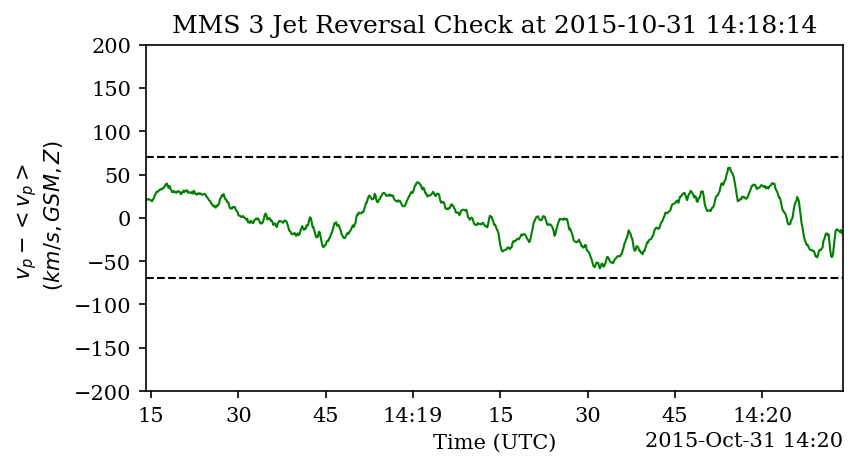 MMS 3 Jet Reversal Check at 2015-10-31 14:18:14
200
150
100
50
0
−50
−100
−150
−200
v_p − < v_p >
(km/s, GSM, Z)
15 30 45 14:19 15 30 45 14:20
Time (UTC)
2015-Oct-31 14:20